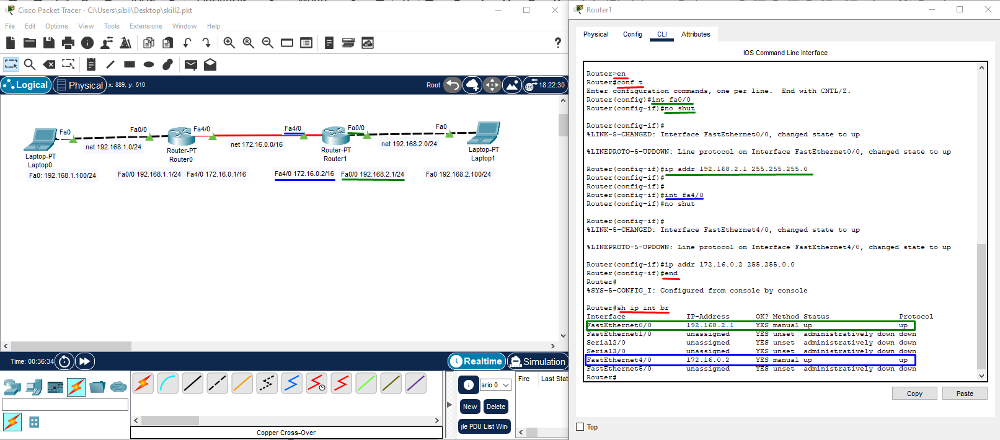 Cisco Packet Tracer - C:\Users\sibli\Desktop\skill2.pkt
File Edit Options View Tools Extensions Window Help
Logical
Physical
x: 889, y: 510
Root
18:22:30
Fa0
Fa0/0
Fa4/0
Fa4/0
Fa0/0
Fa0
net 192.168.1.0/24
net 172.16.0.0/16
net 192.168.2.0/24
Laptop-PT
Laptop0
Router-PT
Router0
Router-PT
Router1
Laptop-PT
Laptop1
Fa0: 192.168.1.100/24
Fa0/0 192.168.1.1/24
Fa4/0 172.16.0.1/16
Fa4/0 172.16.0.2/16
Fa0/0 192.168.2.1/24
Fa0 192.168.2.100/24
Time: 00:36:34
Realtime
Simulation
ario 0
New
Delete
Fire
Last Stat
gle PDU List Win
Copper Cross-Over
Router1
Physical Config CLI Attributes
IOS Command Line Interface
Router>en
Router#conf t
Enter configuration commands, one per line.  End with CNTL/Z.
Router(config)#int fa0/0
Router(config-if)#no shut
Router(config-if)#
%LINK-5-CHANGED: Interface FastEthernet0/0, changed state to up
%LINEPROTO-5-UPDOWN: Line protocol on Interface FastEthernet0/0, changed state to up
Router(config-if)#ip addr 192.168.2.1 255.255.255.0
Router(config-if)#
Router(config-if)#
Router(config-if)#int fa4/0
Router(config-if)#no shut
Router(config-if)#
%LINK-5-CHANGED: Interface FastEthernet4/0, changed state to up
%LINEPROTO-5-UPDOWN: Line protocol on Interface FastEthernet4/0, changed state to up
Router(config-if)#ip addr 172.16.0.2 255.255.0.0
Router(config-if)#end
Router#
%SYS-5-CONFIG_I: Configured from console by console
Router#sh ip int br
Interface IP-Address OK? Method Status Protocol
FastEthernet0/0 192.168.2.1 YES manual up up
FastEthernet1/0 unassigned YES unset administratively down down
Serial2/0 unassigned YES unset administratively down down
Serial3/0 unassigned YES unset administratively down down
FastEthernet4/0 172.16.0.2 YES manual up up
FastEthernet5/0 unassigned YES unset administratively down down
Router#
Copy
Paste
Top